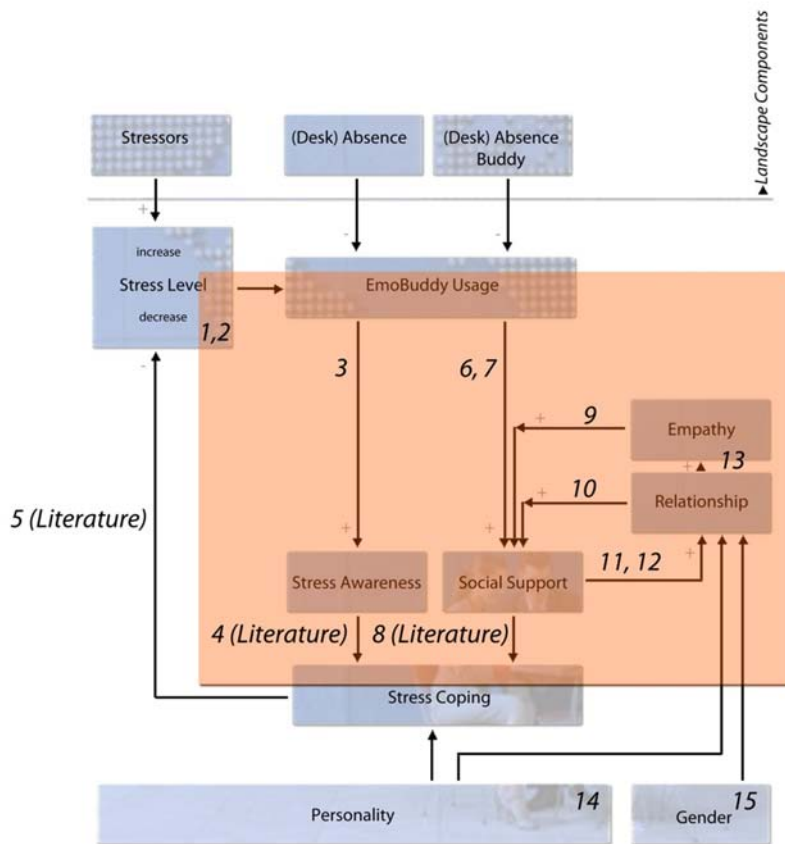 ▶Landscape Components
Stressors
(Desk) Absence
(Desk) Absence
Buddy
+
-
-
increase
Stress Level
decrease
1,2
EmoBuddy Usage
-
3
6, 7
+
9
Empathy
+
13
+
10
Relationship
5 (Literature)
+
+
11, 12
+
Stress Awareness
Social Support
4 (Literature)
8 (Literature)
Stress Coping
Personality
14
Gender
15